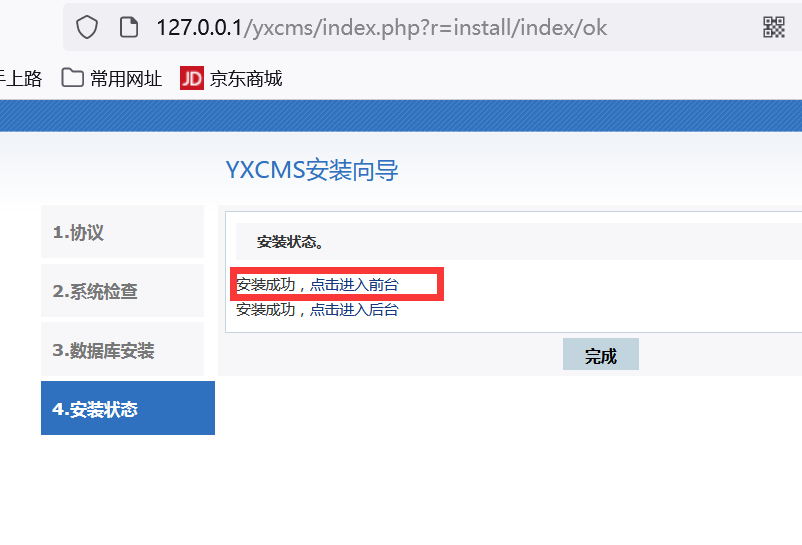 127.0.0.1/yxcms/index.php?r=install/index/ok
手上路 常用网址 JD 京东商城
YXCMS安装向导
1.协议
2.系统检查
3.数据库安装
4.安装状态
安装状态。
安装成功，点击进入前台
安装成功，点击进入后台
完成